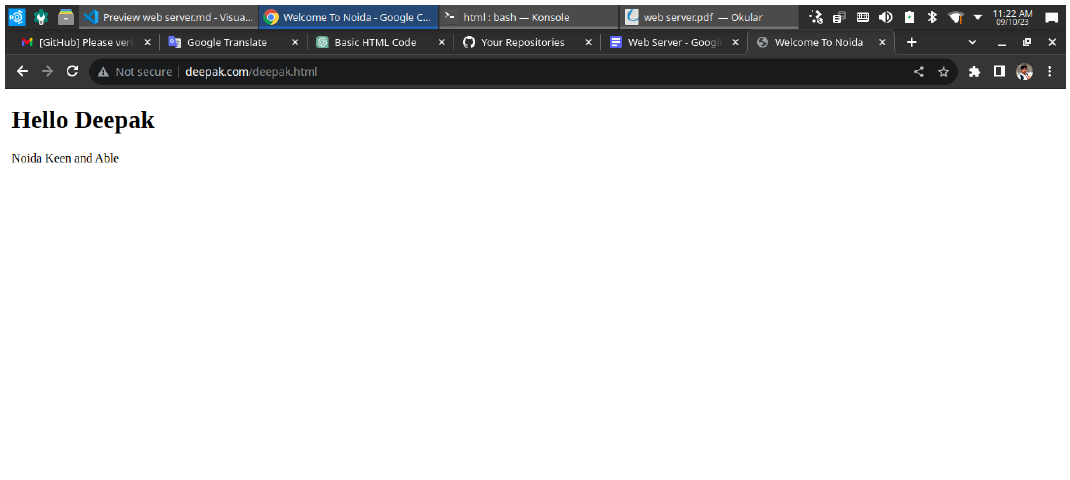 Preview web server.md - Visua...
Welcome To Noida - Google C...
html : bash — Konsole
web server.pdf — Okular
11:22 AM
09/10/23
[GitHub] Please veri
Google Translate
Basic HTML Code
Your Repositories
Web Server - Google
Welcome To Noida
Not secure
deepak.com/deepak.html
Hello Deepak
Noida Keen and Able